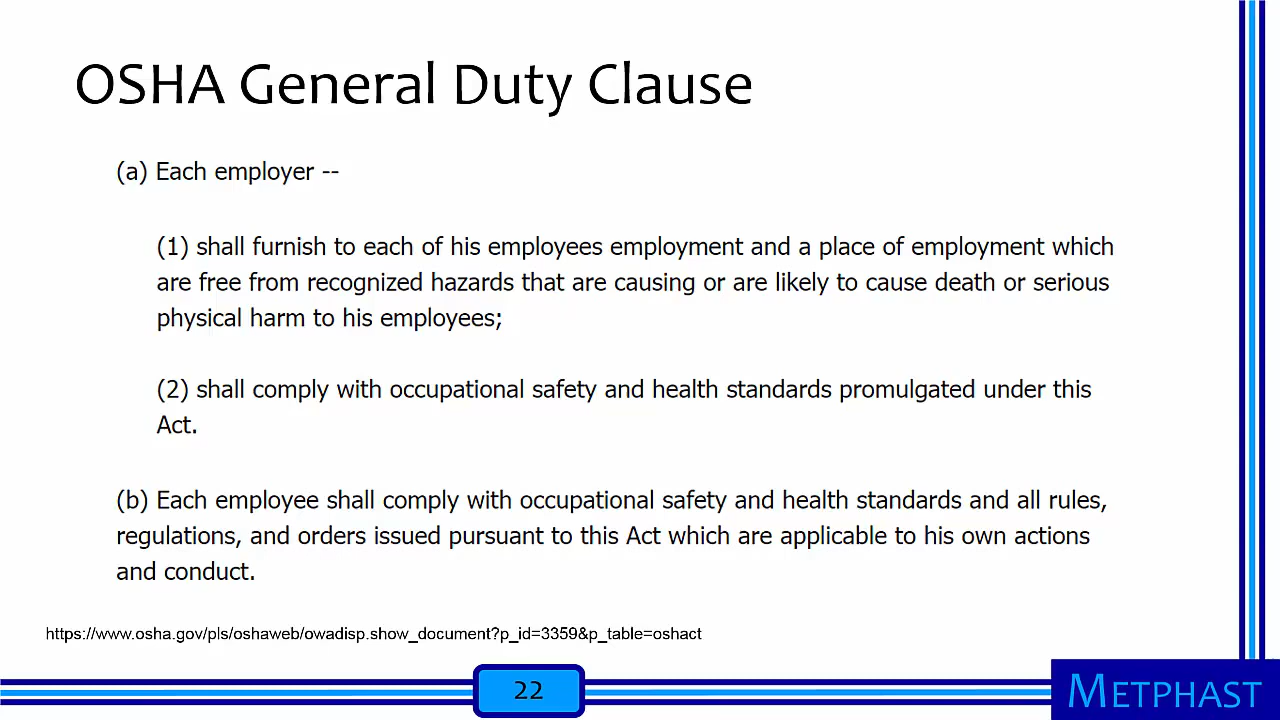 OSHA General Duty Clause
(a) Each employer --
(1) shall furnish to each of his employees employment and a place of employment which
are free from recognized hazards that are causing or are likely to cause death or serious
physical harm to his employees;
(2) shall comply with occupational safety and health standards promulgated under this
Act.
(b) Each employee shall comply with occupational safety and health standards and all rules,
regulations, and orders issued pursuant to this Act which are applicable to his own actions
and conduct.
https://www.osha.gov/pls/oshaweb/owadisp.show_document?p_id=3359&p_table=oshact
22
METPHAST